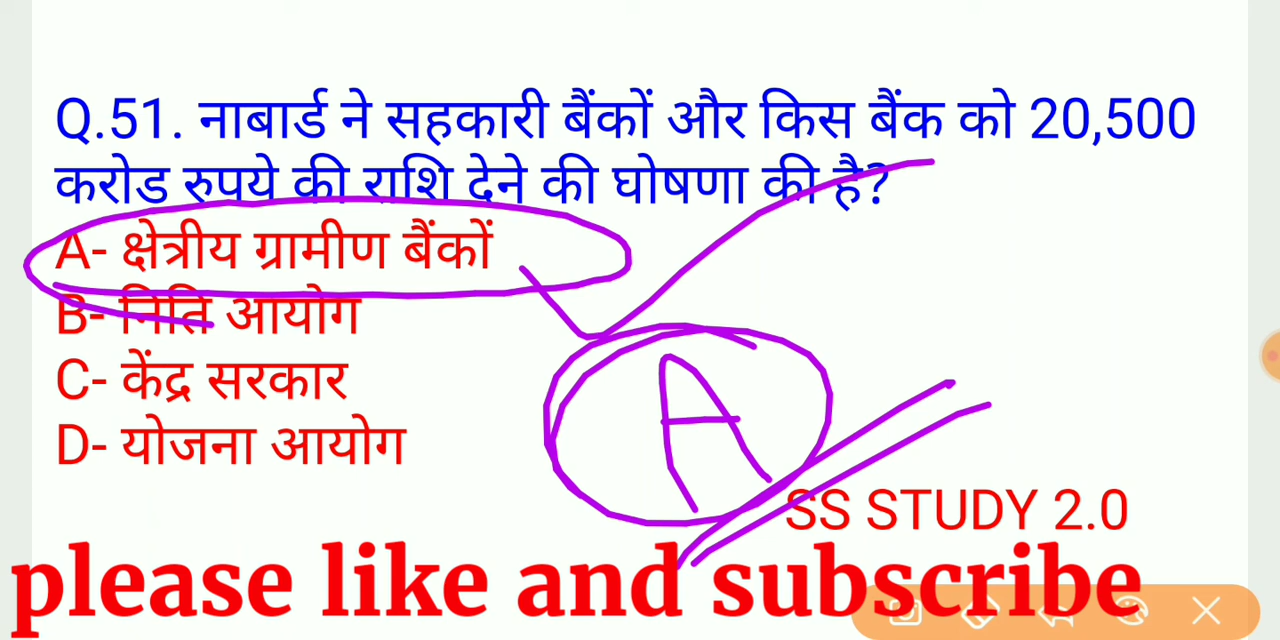 Q.51. नाबार्ड ने सहकारी बैंकों और किस बैंक को 20,500
करोड रुपये की राशि देने की घोषणा की है?
A- क्षेत्रीय ग्रामीण बैंकों
B- निति आयोग
C- केंद्र सरकार
D- योजना आयोग
A
SS STUDY 2.0
please like and subscribe